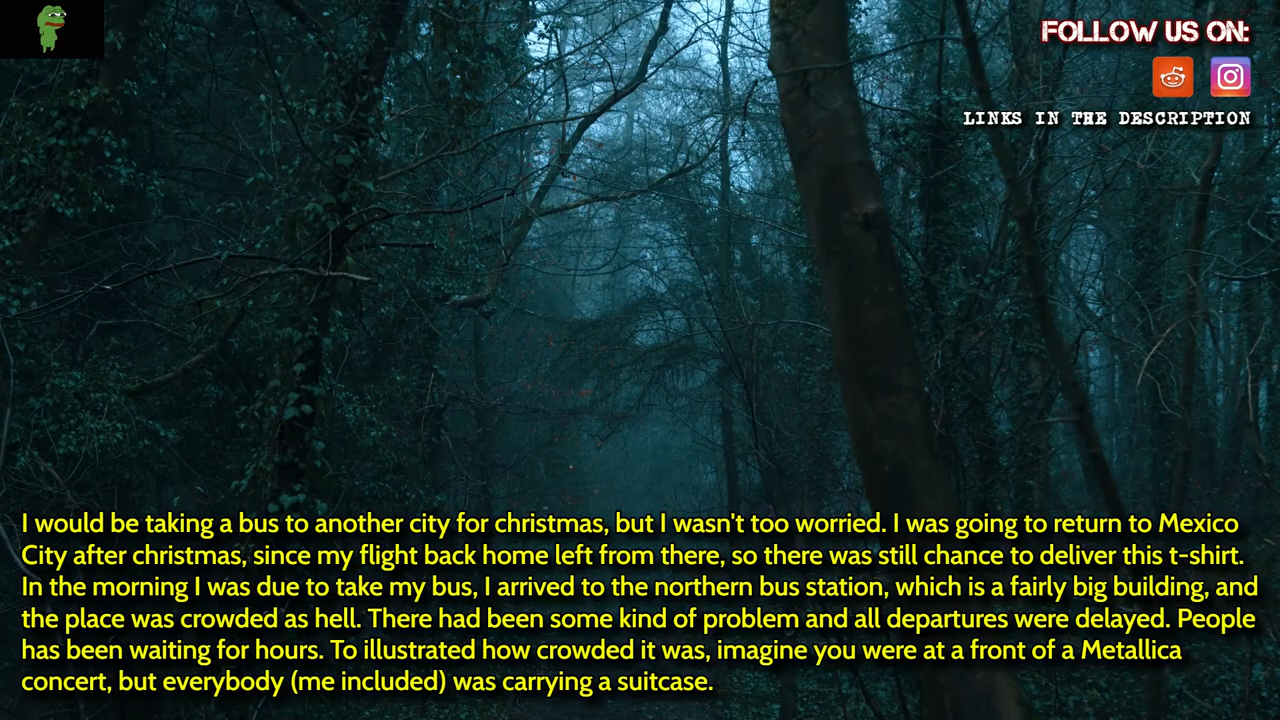 FOLLOW US ON:
LINKS IN THE DESCRIPTION
I would be taking a bus to another city for christmas, but I wasn't too worried. I was going to return to Mexico
City after christmas, since my flight back home left from there, so there was still chance to deliver this t-shirt.
In the morning I was due to take my bus, I arrived to the northern bus station, which is a fairly big building, and
the place was crowded as hell. There had been some kind of problem and all departures were delayed. People
has been waiting for hours. To illustrated how crowded it was, imagine you were at a front of a Metallica
concert, but everybody (me included) was carrying a suitcase.